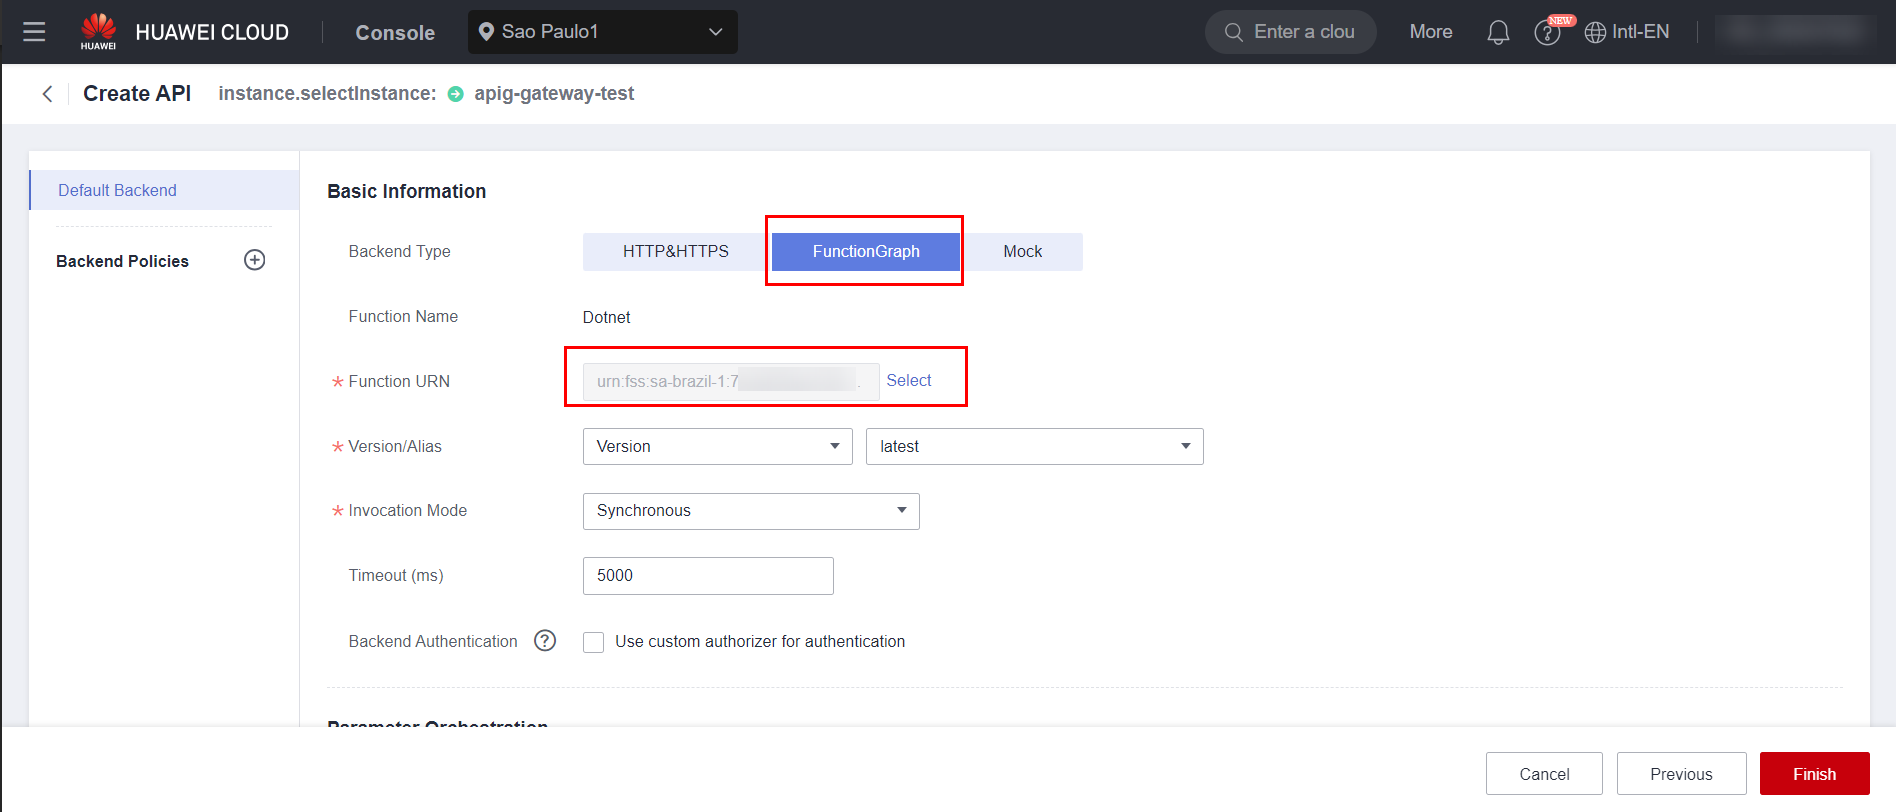 HUAWEI
HUAWEI CLOUD
Console
Sao Paulo1
Enter a clou
More
NEW
Intl-EN
Create API
instance.selectInstance:
apig-gateway-test
Default Backend
Backend Policies
Basic Information
Backend Type
HTTP&HTTPS
FunctionGraph
Mock
Function Name
Dotnet
* Function URN
urn:fss:sa-brazil-1:7
Select
* Version/Alias
Version
latest
* Invocation Mode
Synchronous
Timeout (ms)
5000
Backend Authentication
Use custom authorizer for authentication
Parameter Orchestration
Cancel
Previous
Finish